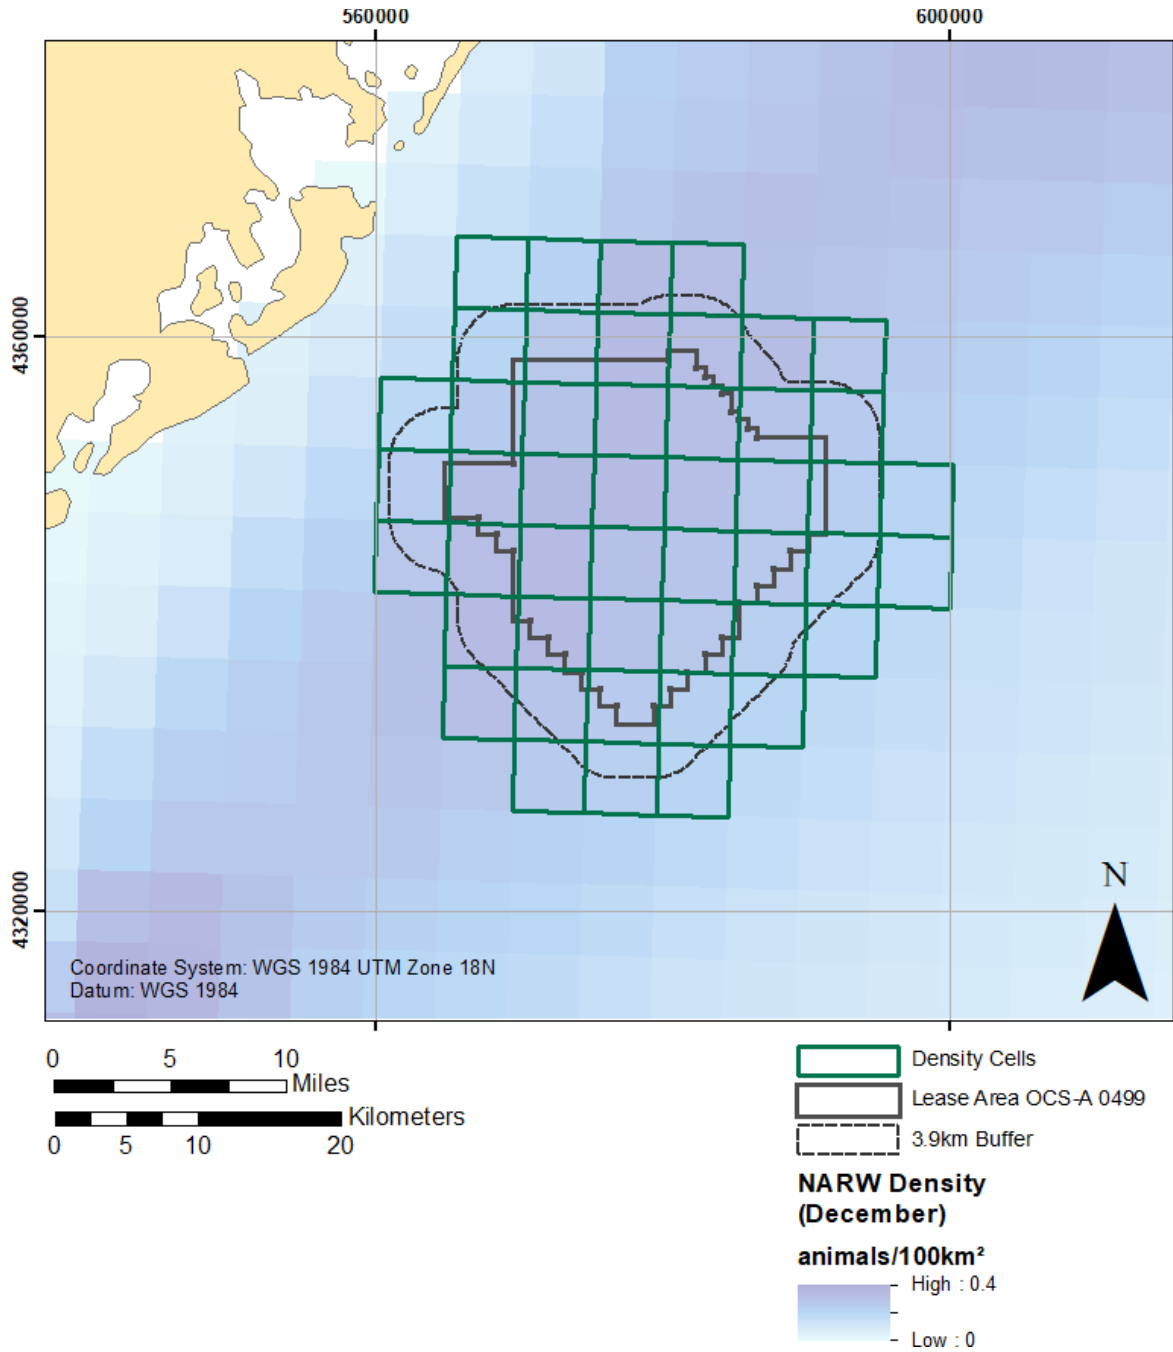 560000
600000
4360000
4320000
N
Coordinate System: WGS 1984 UTM Zone 18N
Datum: WGS 1984
0 5 10
Miles
Kilometers
0 5 10 20
Density Cells
Lease Area OCS-A 0499
3.9km Buffer
NARW Density
(December)
animals/100km²
High : 0.4
Low : 0